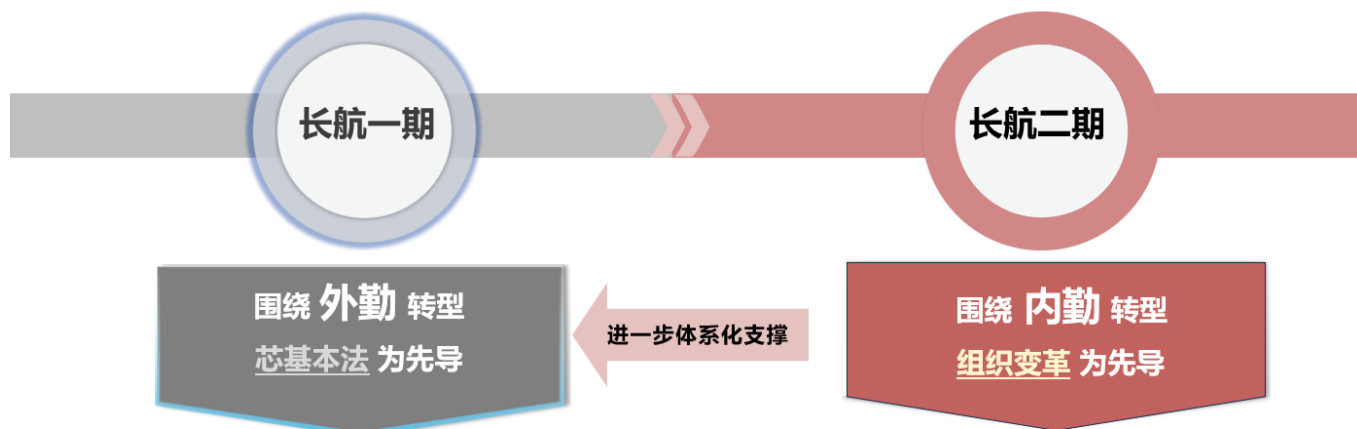 长航一期
长航二期
围绕 外勤 转型
芯基本法 为先导
进一步体系化支撑
围绕 内勤 转型
组织变革 为先导